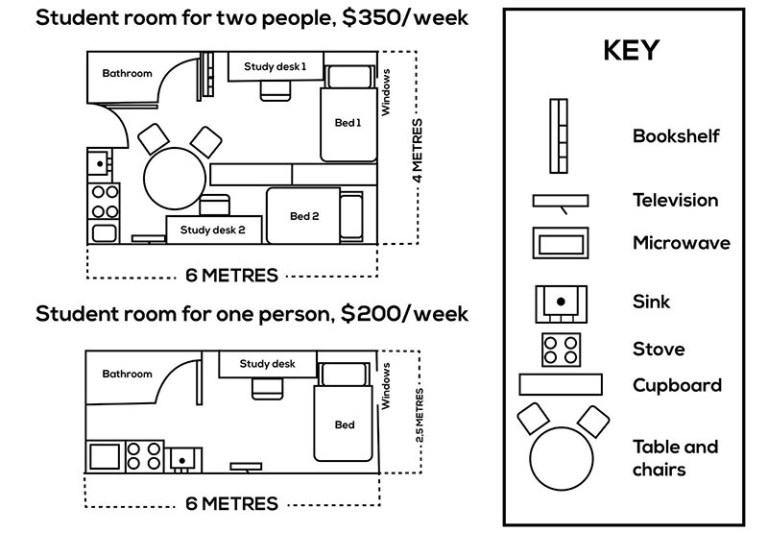 Student room for two people, $350/week
Bathroom
Study desk 1
Windows
Bed 1
4 METRES
Bed 2
Study desk 2
6 METRES
Student room for one person, $200/week
Bathroom
Study desk
Windows
2.5 METRES
Bed
6 METRES
KEY
Bookshelf
Television
Microwave
Sink
Stove
Cupboard
Table and
chairs